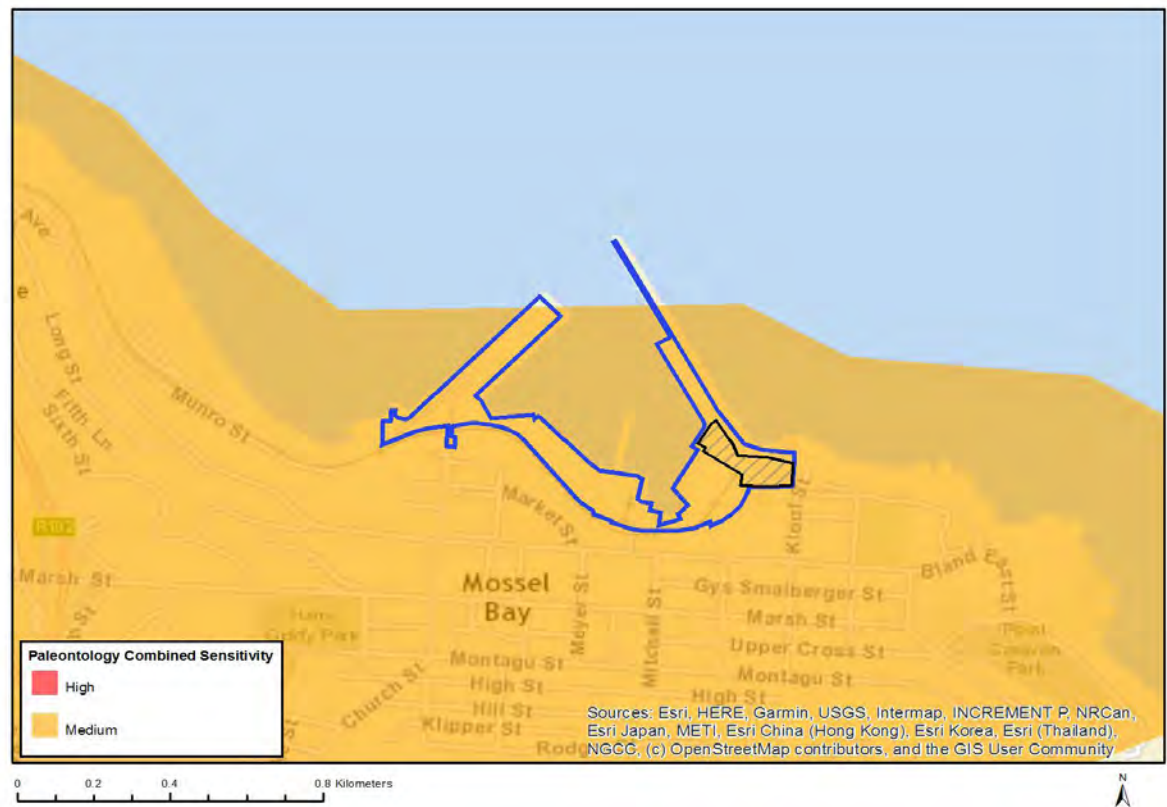 Ave
e
Long St
Fifth Ln
Sixth St
Munro St
R102
Market St
Kloof St
Bland East St
Marsh St
Mossel
Bay
Meyer St
Mitchall St
Gys Smalberger St
Marsh St
Upper Cross St
Point
Caravan
Park
Montagu St
Montagu St
High St
High St
Hill St
Klipper St
Church St
Paleontology Combined Sensitivity
High
Medium
Sources: Esri, HERE, Garmin, USGS, Intermap, INCREMENT P, NRCan,
Esri Japan, METI, Esri China (Hong Kong), Esri Korea, Esri (Thailand),
NGCC, (c) OpenStreetMap contributors, and the GIS User Community
0 0.2 0.4 0.8 Kilometers
N